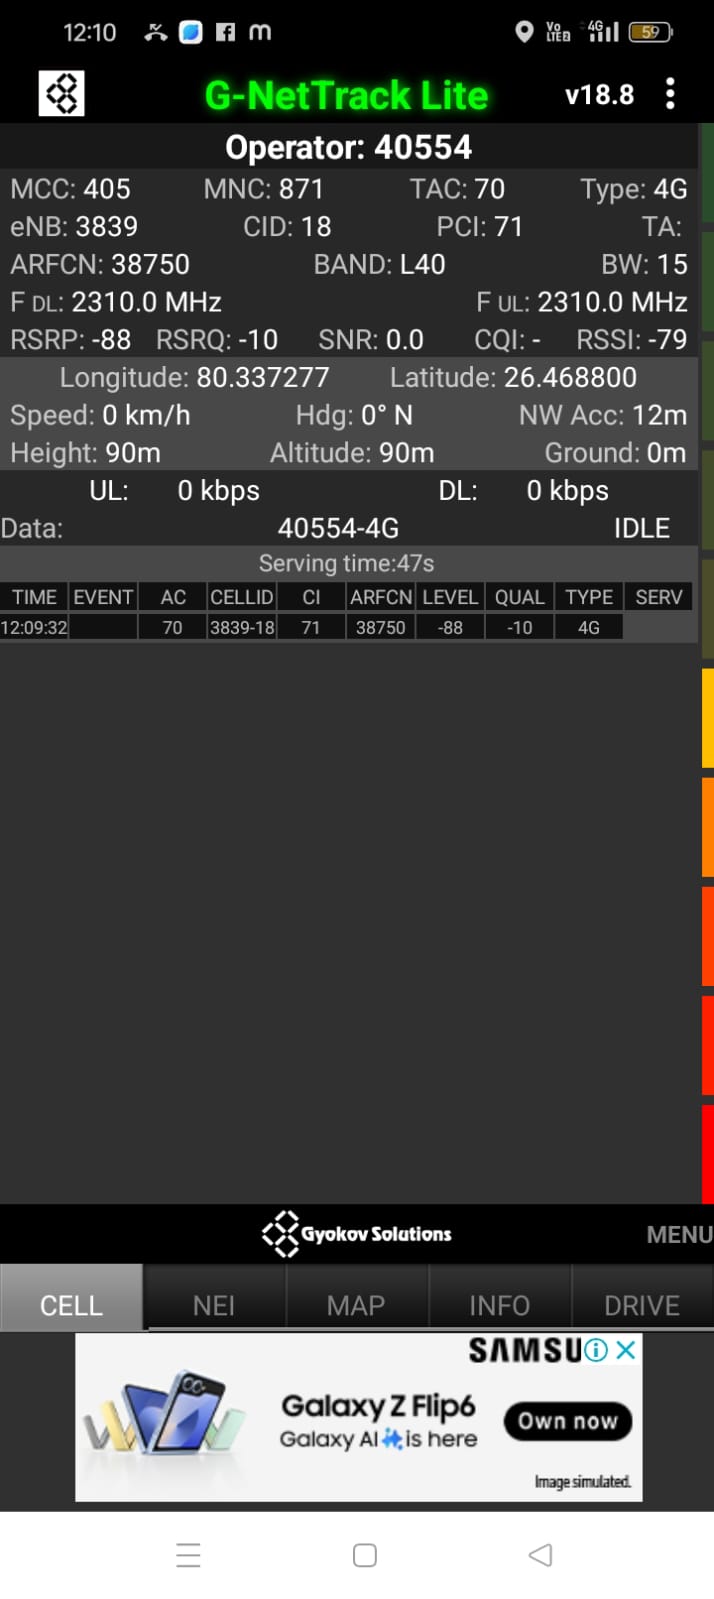 12:10 m Vo LTE2 4G 59
G-NetTrack Lite v18.8
Operator: 40554
MCC: 405 MNC: 871 TAC: 70 Type: 4G
eNB: 3839 CID: 18 PCI: 71 TA:
ARFCN: 38750 BAND: L40 BW: 15
F DL: 2310.0 MHz F UL: 2310.0 MHz
RSRP: -88 RSRQ: -10 SNR: 0.0 CQI: - RSSI: -79
Longitude: 80.337277 Latitude: 26.468800
Speed: 0 km/h Hdg: 0° N NW Acc: 12m
Height: 90m Altitude: 90m Ground: 0m
UL: 0 kbps DL: 0 kbps
Data: 40554-4G IDLE
Serving time:47s
TIME EVENT AC CELLID CI ARFCN LEVEL QUAL TYPE SERV
12:09:32 70 3839-18 71 38750 -88 -10 4G
Gyokov Solutions MENU
CELL NEI MAP INFO DRIVE
SAMSU
Galaxy Z Flip6
Galaxy AI is here
Own now
Image simulated.